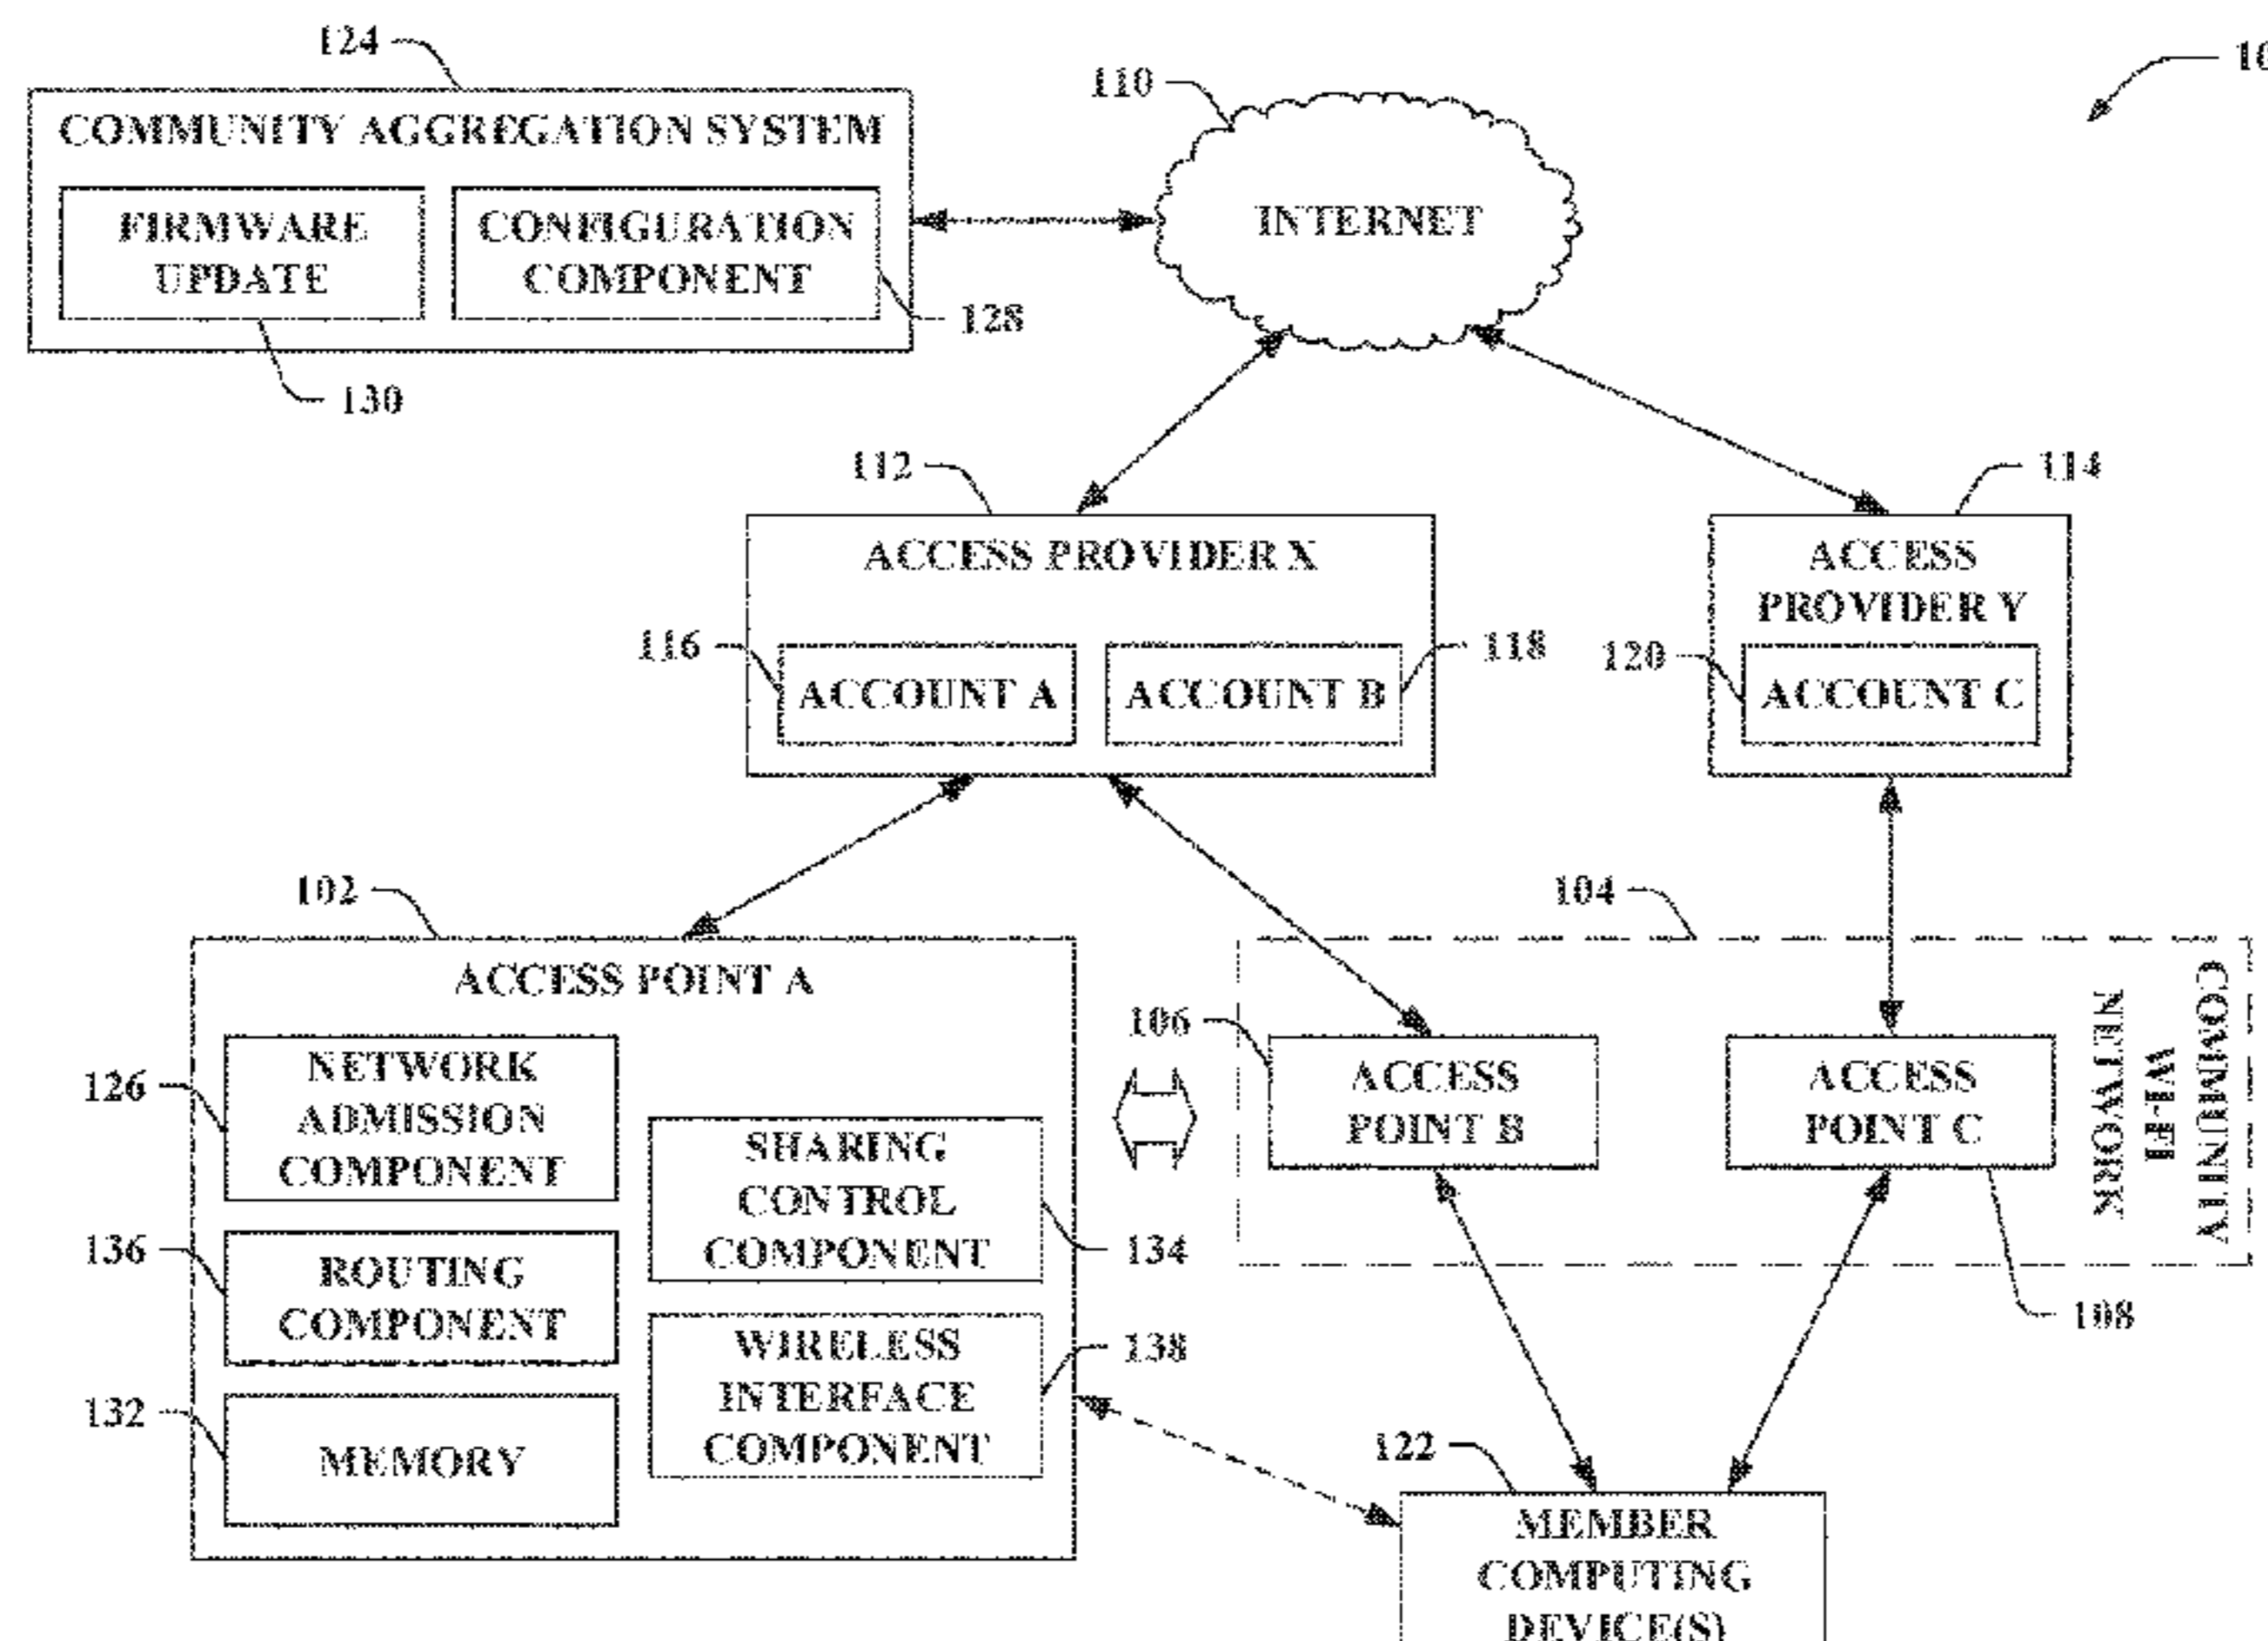 124
COMMUNITY AGGREGATION SYSTEM
FIRMWARE
UPDATE
CONFIGURATION
COMPONENT
128
130
110
INTERNET
10
112
ACCESS PROVIDER X
116
ACCOUNT A
ACCOUNT B
118
114
ACCESS
PROVIDER Y
120
ACCOUNT C
102
ACCESS POINT A
126
NETWORK
ADMISSION
COMPONENT
136
ROUTING
COMPONENT
132
MEMORY
SHARING
CONTROL
COMPONENT
134
WIRELESS
INTERFACE
COMPONENT
138
104
COMMUNITY
WI-FI
NETWORK
106
ACCESS
POINT B
ACCESS
POINT C
108
122
MEMBER
COMPUTING
DEVICE(S)